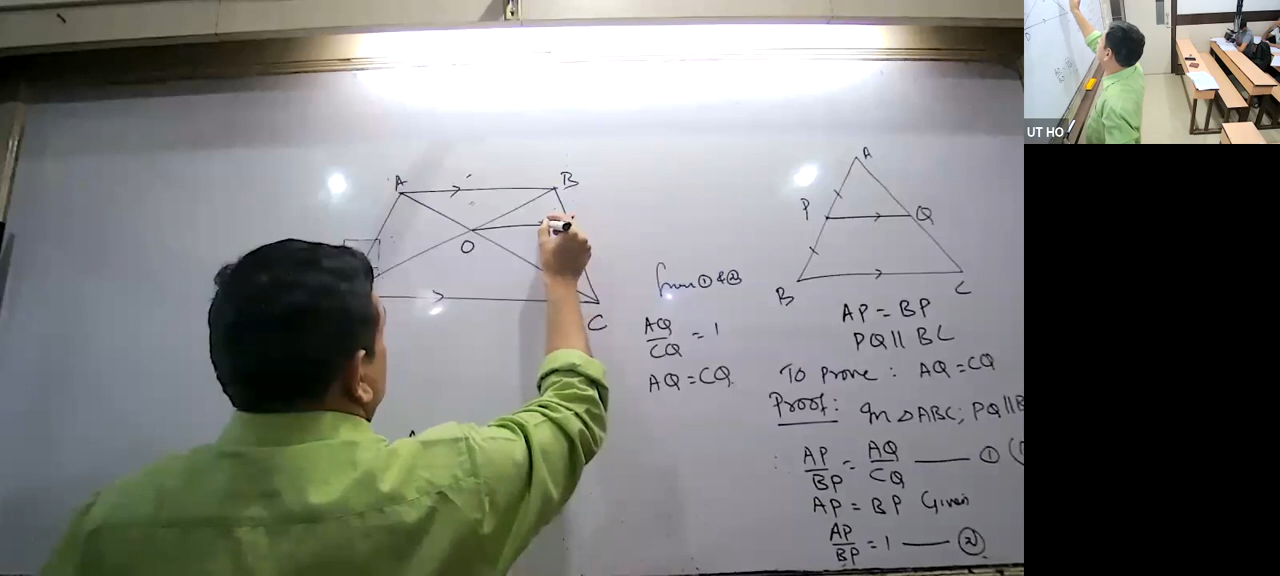 A
B
O
C
from ① & ②
AQ/CQ = 1
AQ = CQ
A
P
Q
B
C
AP = BP
PQ || BC
To prove : AQ = CQ
Proof : In △ABC; PQ || B
∴ AP/BP = AQ/CQ —— ①
AP = BP Given
AP/BP = 1 —— ②
UT HO